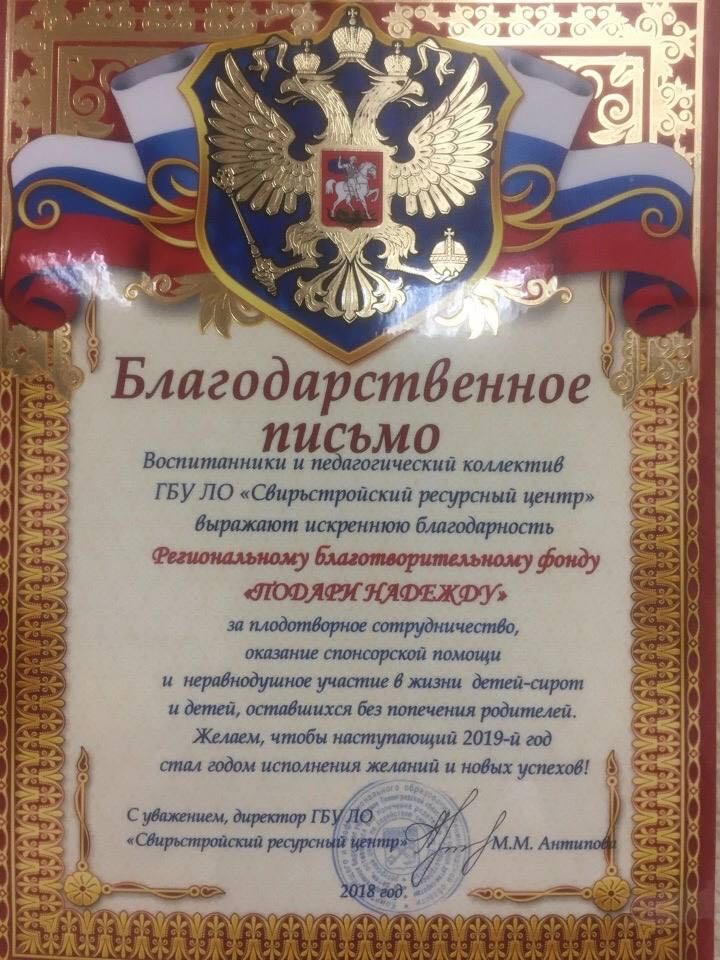 Благодарственное
письмо
Воспитанники и педагогический коллектив
ГБУ ЛО «Свирьстройский ресурсный центр»
выражают искреннюю благодарность
Региональному благотворительному фонду
«ПОДАРИ НАДЕЖДУ»
за плодотворное сотрудничество,
оказание спонсорской помощи
и неравнодушное участие в жизни детей-сирот
и детей, оставшихся без попечения родителей.
Желаем, чтобы наступающий 2019-й год
стал годом исполнения желаний и новых успехов!
С уважением, директор ГБУ ЛО
«Свирьстройский ресурсный центр» М.М. Антипова
2018 год.